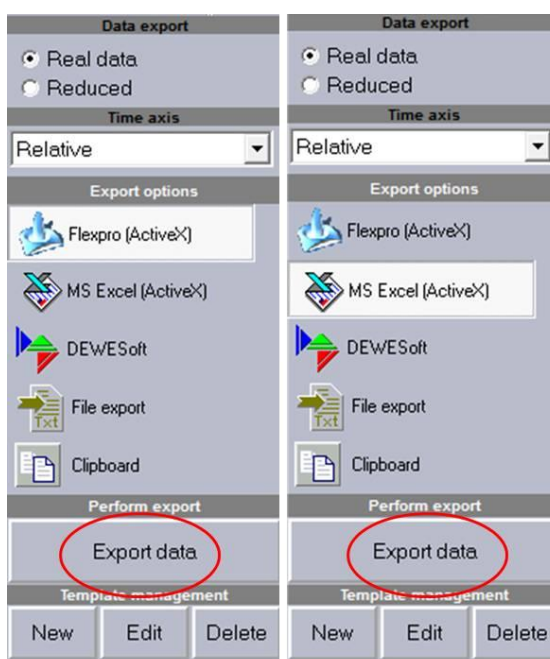 Data export
Real data
Reduced
Time axis
Relative
Export options
Flexpro (ActiveX)
MS Excel (ActiveX)
DEWESoft
Txt
File export
Clipboard
Perform export
Export data
Template management
New Edit Delete
Data export
Real data
Reduced
Time axis
Relative
Export options
Flexpro (ActiveX)
MS Excel (ActiveX)
DEWESoft
Txt
File export
Clipboard
Perform export
Export data
Template management
New Edit Delete